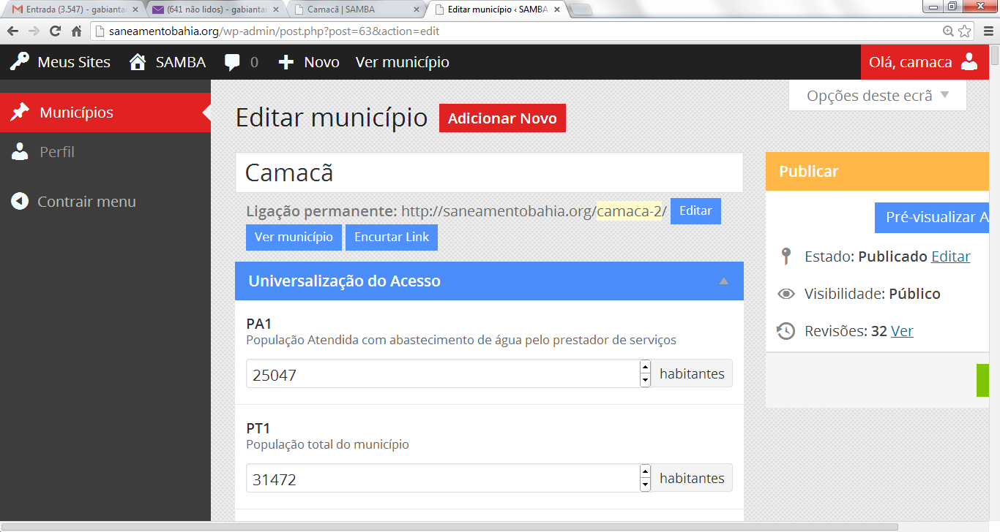 Entrada (3.547) - gabiantar
(641 não lidos) - gabiantar
Camacã | SAMBA
Editar município ‹ SAMBA
saneamentobahia.org/wp-admin/post.php?post=63&action=edit
Meus Sites
SAMBA
0
Novo
Ver município
Olá, camaca
Municípios
Perfil
Contrair menu
Opções deste ecrã
Editar município
Adicionar Novo
Camacã
Ligação permanente: http://saneamentobahia.org/camaca-2/
Editar
Ver município
Encurtar Link
Universalização do Acesso
PA1
População Atendida com abastecimento de água pelo prestador de serviços
25047
habitantes
PT1
População total do município
31472
habitantes
Publicar
Pré-visualizar A
Estado: Publicado Editar
Visibilidade: Público
Revisões: 32 Ver